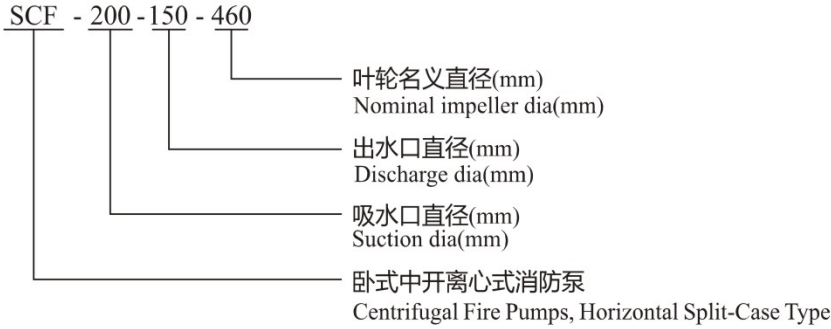 SCF - 200 - 150 - 460
叶轮名义直径(mm)
Nominal impeller dia(mm)
出水口直径(mm)
Discharge dia(mm)
吸水口直径(mm)
Suction dia(mm)
卧式中开离心式消防泵
Centrifugal Fire Pumps, Horizontal Split-Case Type